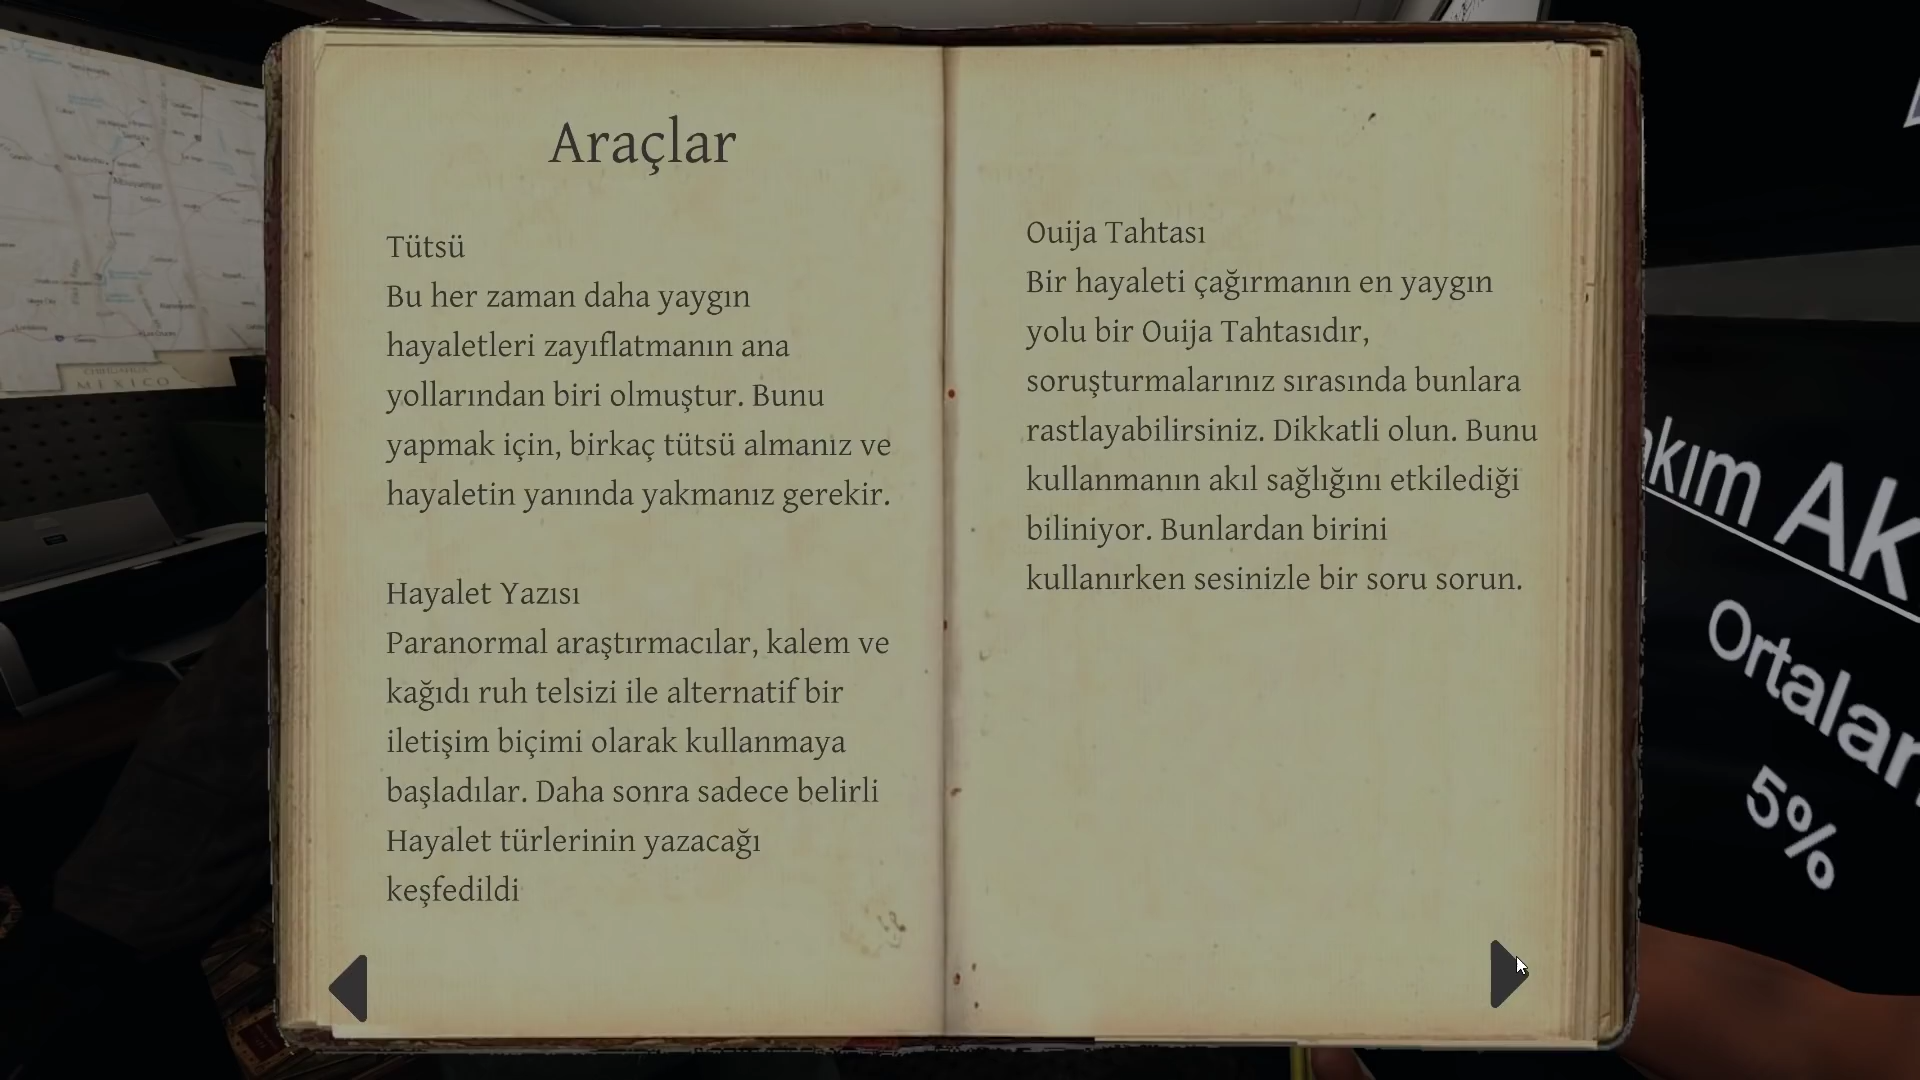 Araçlar
Tütsü
Bu her zaman daha yaygın
hayaletleri zayıflatmanın ana
yollarından biri olmuştur. Bunu
yapmak için, birkaç tütsü almanız ve
hayaletin yanında yakmanız gerekir.
Hayalet Yazısı
Paranormal araştırmacılar, kalem ve
kağıdı ruh telsizi ile alternatif bir
iletişim biçimi olarak kullanmaya
başladılar. Daha sonra sadece belirli
Hayalet türlerinin yazacağı
keşfedildi
Ouija Tahtası
Bir hayaleti çağırmanın en yaygın
yolu bir Ouija Tahtasıdır,
soruşturmalarınız sırasında bunlara
rastlayabilirsiniz. Dikkatli olun. Bunu
kullanmanın akıl sağlığını etkilediği
biliniyor. Bunlardan birini
kullanırken sesinizle bir soru sorun.
akım Ak
Ortalam
5%
CHIHUAHUA
MEXICO